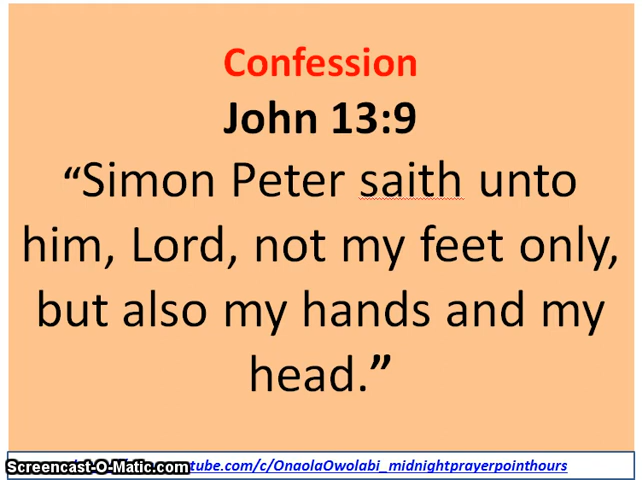 Confession
John 13:9
“Simon Peter saith unto
him, Lord, not my feet only,
but also my hands and my
head.”
Screencast-O-Matic.com tube.com/c/OnaolaOwolabi_midnightprayerpointhours